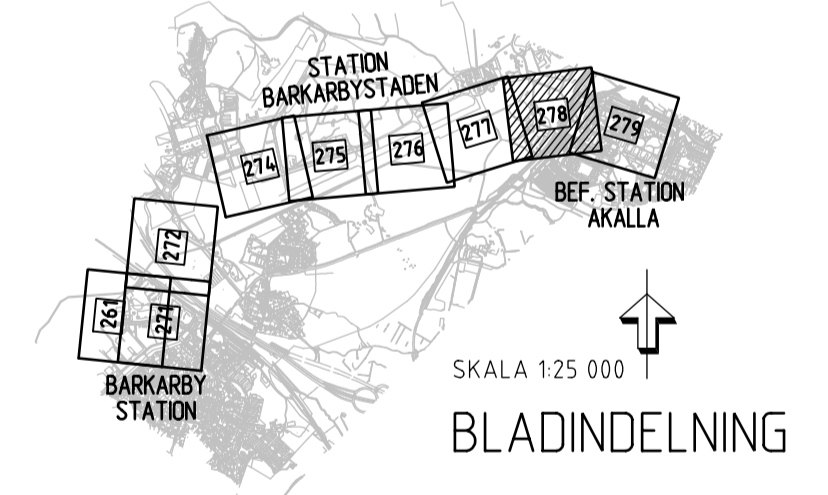 STATION
BARKARBYSTADEN
274
275
276
277
278
279
BEF. STATION
AKALLA
272
261
271
BARKARBY
STATION
SKALA 1:25 000
BLADINDELNING